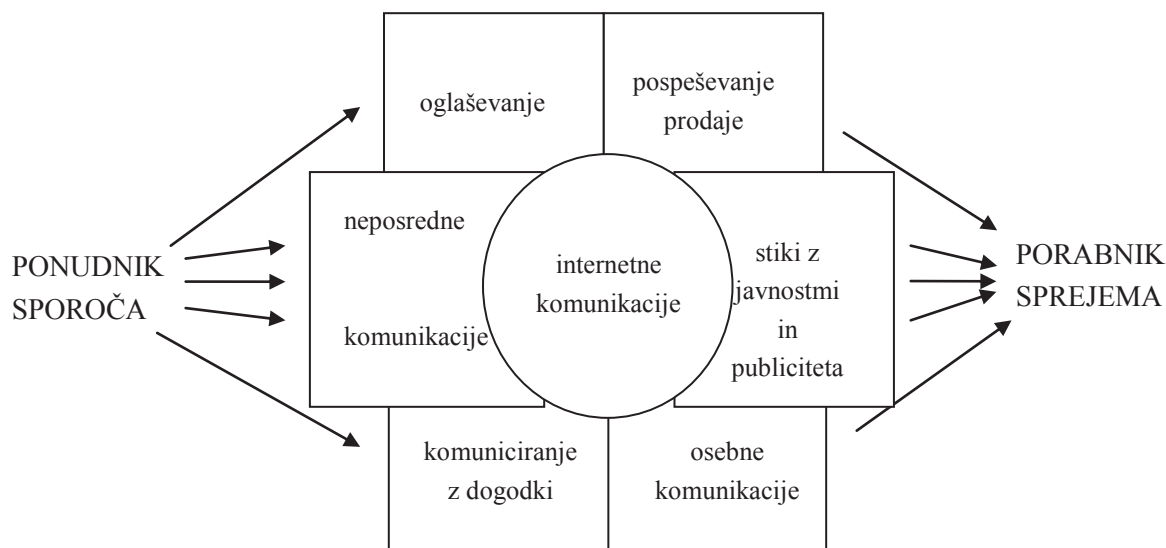 oglaševanje
pospeševanje
prodaje
neposredne
komunikacije
internetne
komunikacije
stiki z
javnostmi
in
publiciteta
PONUDNIK
SPOROČA
PORABNIK
SPREJEMA
komuniciranje
z dogodki
osebne
komunikacije